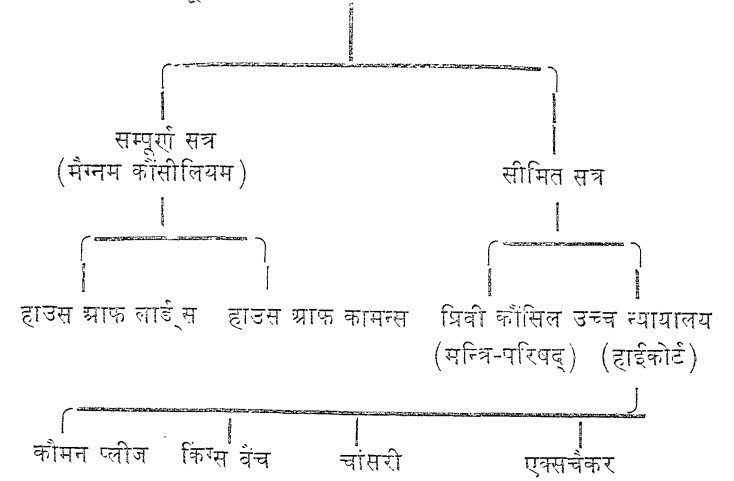 सम्पूर्ण सत्र
(मैग्नम कौंसीलियम)
सीमित सत्र
हाउस आफ लार्ड्स हाउस आफ कामन्स प्रिवी कौंसिल उच्च न्यायालय
(मन्त्रि-परिषद्) (हाईकोर्ट)
कौमन प्लीज किंग्स बैंच चांसरी एक्सचैकर